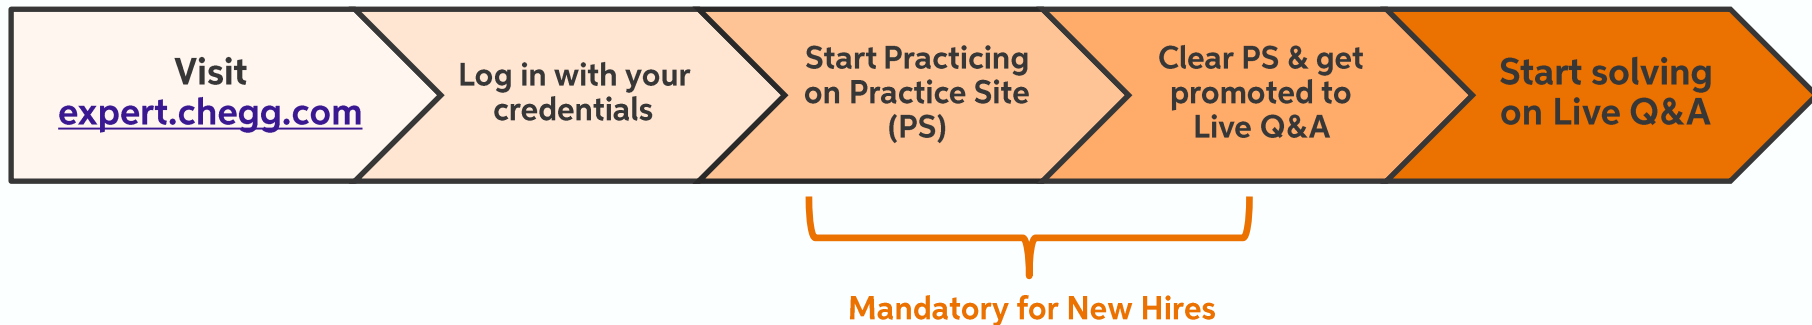 Visit
expert.chegg.com
Log in with your
credentials
Start Practicing
on Practice Site
(PS)
Clear PS & get
promoted to
Live Q&A
Start solving
on Live Q&A
Mandatory for New Hires